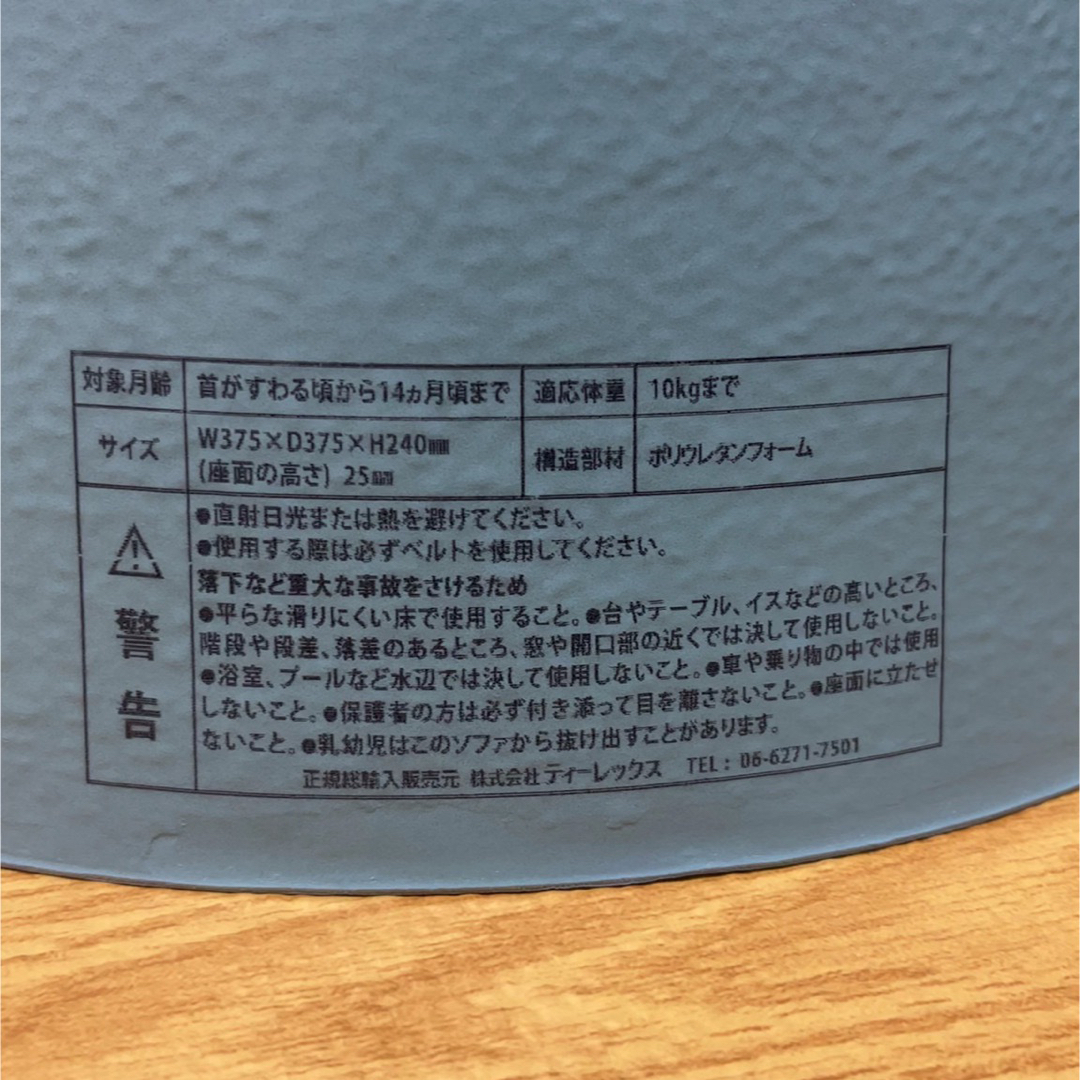 対象月齢 首がすわる頃から14ヵ月頃まで 適応体重 10kgまで
サイズ W375×D375×H240㎜ 構造部材 ポリウレタンフォーム
(座面の高さ) 25㎜
警告
●直射日光または熱を避けてください。
●使用する際は必ずベルトを使用してください。
落下など重大な事故をさけるため
●平らな滑りにくい床で使用すること。●台やテーブル、イスなどの高いところ、
階段や段差、落差のあるところ、窓や開口部の近くでは決して使用しないこと。
●浴室、プールなど水辺では決して使用しないこと。●車や乗り物の中では使用
しないこと。●保護者の方は必ず付き添って目を離さないこと。●座面に立たせ
ないこと。●乳幼児はこのソファから抜け出すことがあります。
正規総輸入販売元 株式会社ティーレックス TEL：06-6271-7501